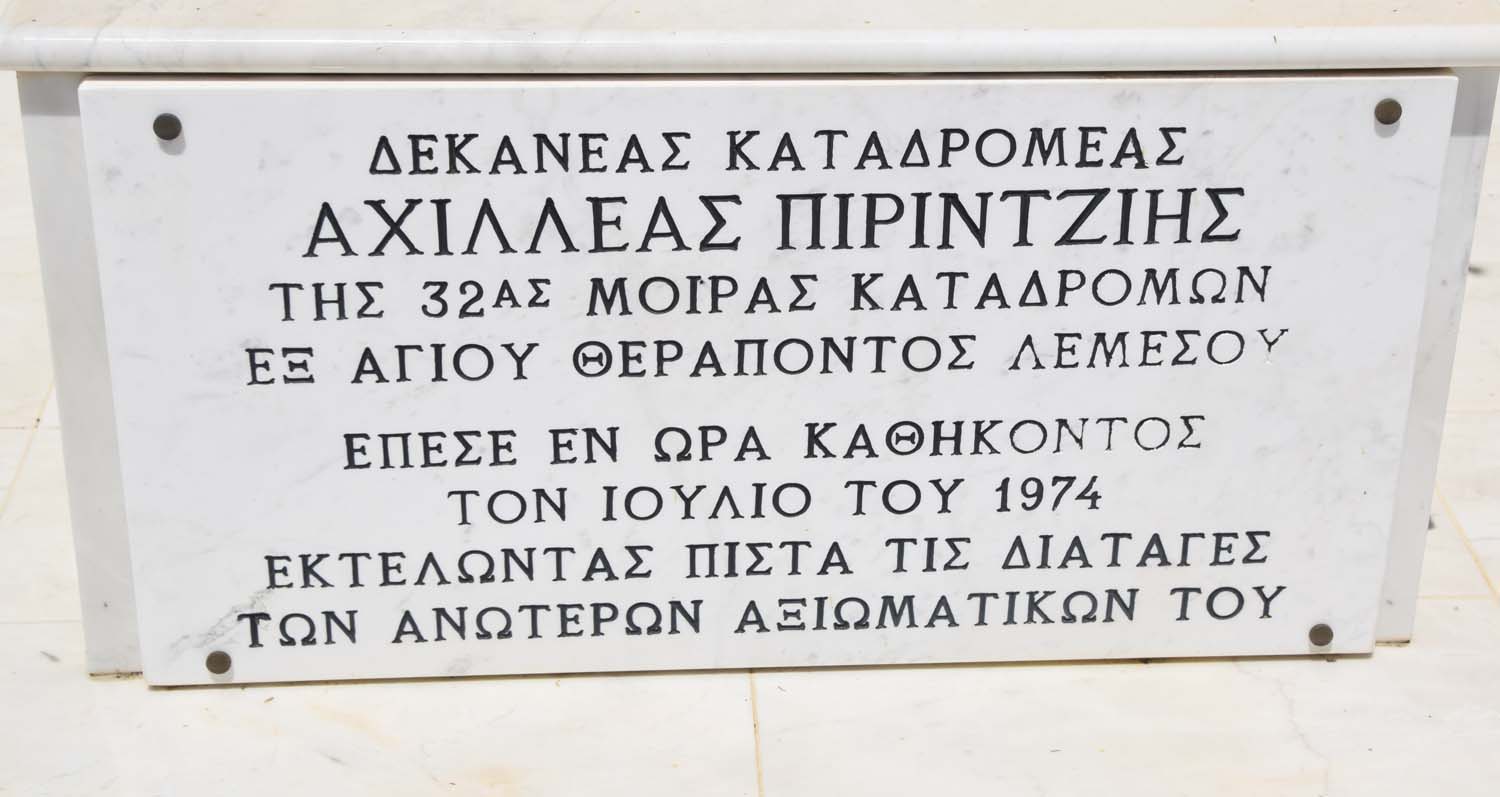 ΔΕΚΑΝΕΑΣ ΚΑΤΑΔΡΟΜΕΑΣ
ΑΧΙΛΛΕΑΣ ΠΙΡΙΝΤΖΙΗΣ
ΤΗΣ 32ΑΣ ΜΟΙΡΑΣ ΚΑΤΑΔΡΟΜΩΝ
ΕΞ ΑΓΙΟΥ ΘΕΡΑΠΟΝΤΟΣ ΛΕΜΕΣΟΥ
ΕΠΕΣΕ ΕΝ ΩΡΑ ΚΑΘΗΚΟΝΤΟΣ
ΤΟΝ ΙΟΥΛΙΟ ΤΟΥ 1974
ΕΚΤΕΛΩΝΤΑΣ ΠΙΣΤΑ ΤΙΣ ΔΙΑΤΑΓΕΣ
ΤΩΝ ΑΝΩΤΕΡΩΝ ΑΞΙΩΜΑΤΙΚΩΝ ΤΟΥ